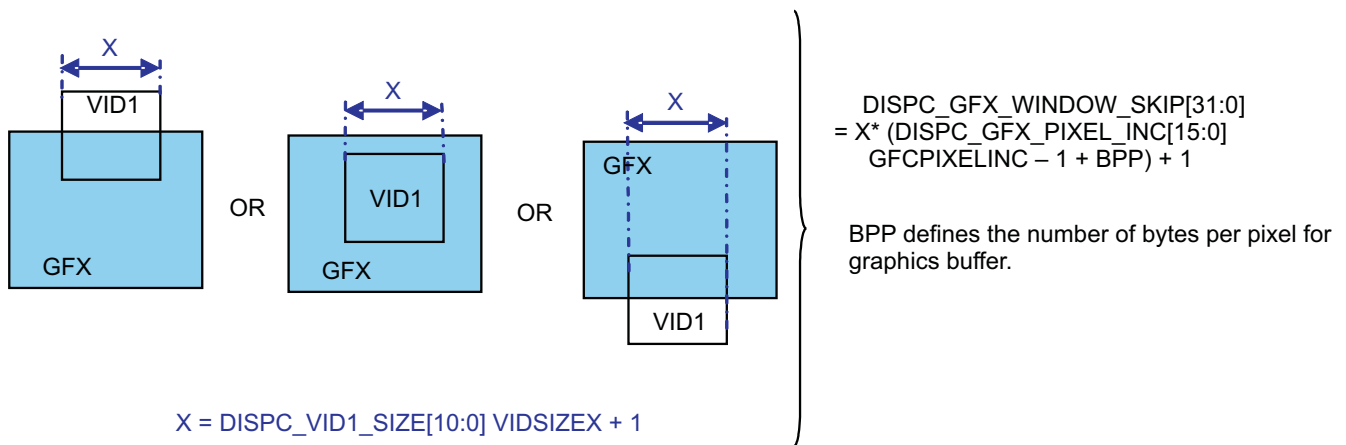 X
VID1
GFX
OR
X
VID1
GFX
OR
X
GFX
VID1
DISPC_GFX_WINDOW_SKIP[31:0]
= X* (DISPC_GFX_PIXEL_INC[15:0]
GFCPIXELINC – 1 + BPP) + 1
BPP defines the number of bytes per pixel for
graphics buffer.
X = DISPC_VID1_SIZE[10:0] VIDSIZEX + 1